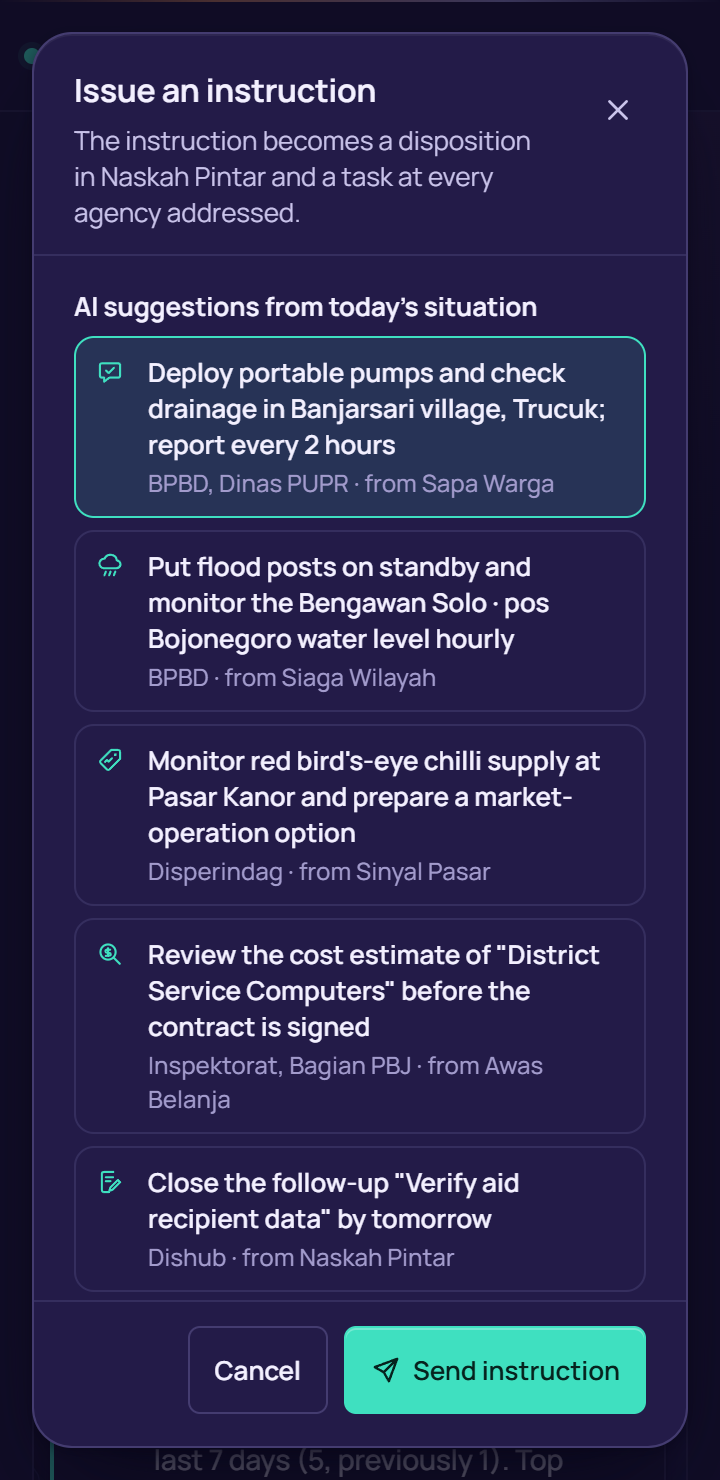 Issue an instruction
The instruction becomes a disposition
in Naskah Pintar and a task at every
agency addressed.
AI suggestions from today’s situation
Deploy portable pumps and check
drainage in Banjarsari village, Trucuk;
report every 2 hours
BPBD, Dinas PUPR · from Sapa Warga
Put flood posts on standby and
monitor the Bengawan Solo · pos
Bojonegoro water level hourly
BPBD · from Siaga Wilayah
Monitor red bird's-eye chilli supply at
Pasar Kanor and prepare a market-
operation option
Disperindag · from Sinyal Pasar
Review the cost estimate of "District
Service Computers" before the
contract is signed
Inspektorat, Bagian PBJ · from Awas
Belanja
Close the follow-up "Verify aid
recipient data" by tomorrow
Dishub · from Naskah Pintar
Cancel
Send instruction
last 7 days (5, previously 1). Top